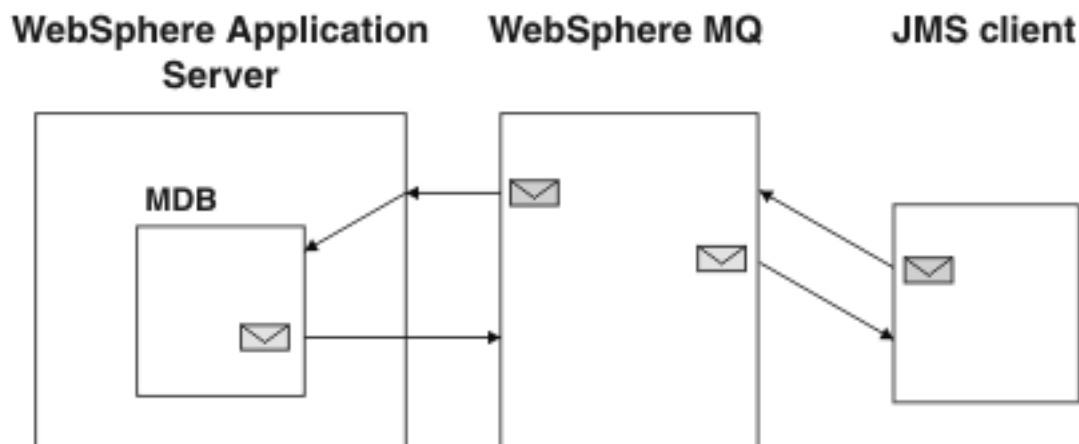 WebSphere Application
Server
WebSphere MQ
JMS client
MDB